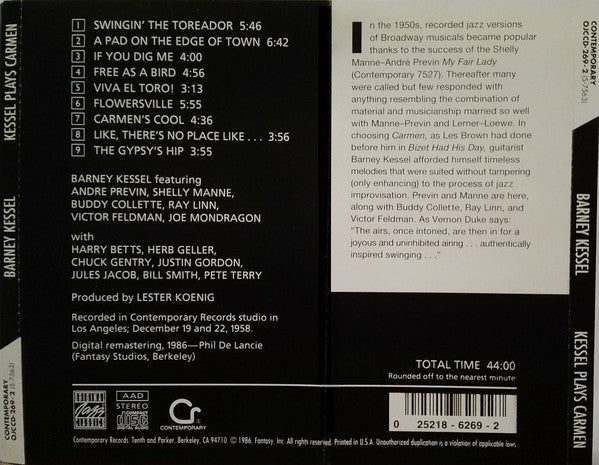 KESSEL PLAYS CARMEN
BARNEY KESSEL
CONTEMPORARY
OJCCD-269-2 (S-7563)
1 SWINGIN' THE TOREADOR 5:46
2 A PAD ON THE EDGE OF TOWN 6:42
3 IF YOU DIG ME 4:00
4 FREE AS A BIRD 4:56
5 VIVA EL TORO! 3:13
6 FLOWERSVILLE 5:55
7 CARMEN'S COOL 4:36
8 LIKE, THERE'S NO PLACE LIKE . . . 3:56
9 THE GYPSY'S HIP 3:55
BARNEY KESSEL featuring
ANDRE PREVIN, SHELLY MANNE,
BUDDY COLLETTE, RAY LINN,
VICTOR FELDMAN, JOE MONDRAGON
with
HARRY BETTS, HERB GELLER,
CHUCK GENTRY, JUSTIN GORDON,
JULES JACOB, BILL SMITH, PETE TERRY
Produced by LESTER KOENIG
Recorded in Contemporary Records studio in
Los Angeles; December 19 and 22, 1958.
Digital remastering, 1986—Phil De Lancie
(Fantasy Studios, Berkeley)
In the 1950s, recorded jazz versions
of Broadway musicals became popular
thanks to the success of the Shelly
Manne–André Previn My Fair Lady
(Contemporary 7527). Thereafter many
were called but few responded with
anything resembling the combination of
material and musicianship married so well
with Manne–Previn and Lerner–Loewe. In
choosing Carmen, as Les Brown had done
before him in Bizet Had His Day, guitarist
Barney Kessel afforded himself timeless
melodies that were suited without tampering
(only enhancing) to the process of jazz
improvisation. Previn and Manne are here,
along with Buddy Collette, Ray Linn, and
Victor Feldman. As Vernon Duke says:
"The airs, once intoned, are then in for a
joyous and uninhibited airing . . . authentically
inspired swinging . . ."
TOTAL TIME 44:00
Rounded off to the nearest minute
ORIGINAL
Jazz
CLASSICS
AAD
STEREO
COMPACT
disc
DIGITAL AUDIO
Cr
CONTEMPORARY
0 25218-6269-2
Contemporary Records, Tenth and Parker, Berkeley, CA 94710. © 1986, Fantasy, Inc. All rights reserved. Printed in U.S.A. Unauthorized duplication is a violation of applicable laws.
CONTEMPORARY
OJCCD-269-2 (S-7563)
BARNEY KESSEL
KESSEL PLAYS CARMEN